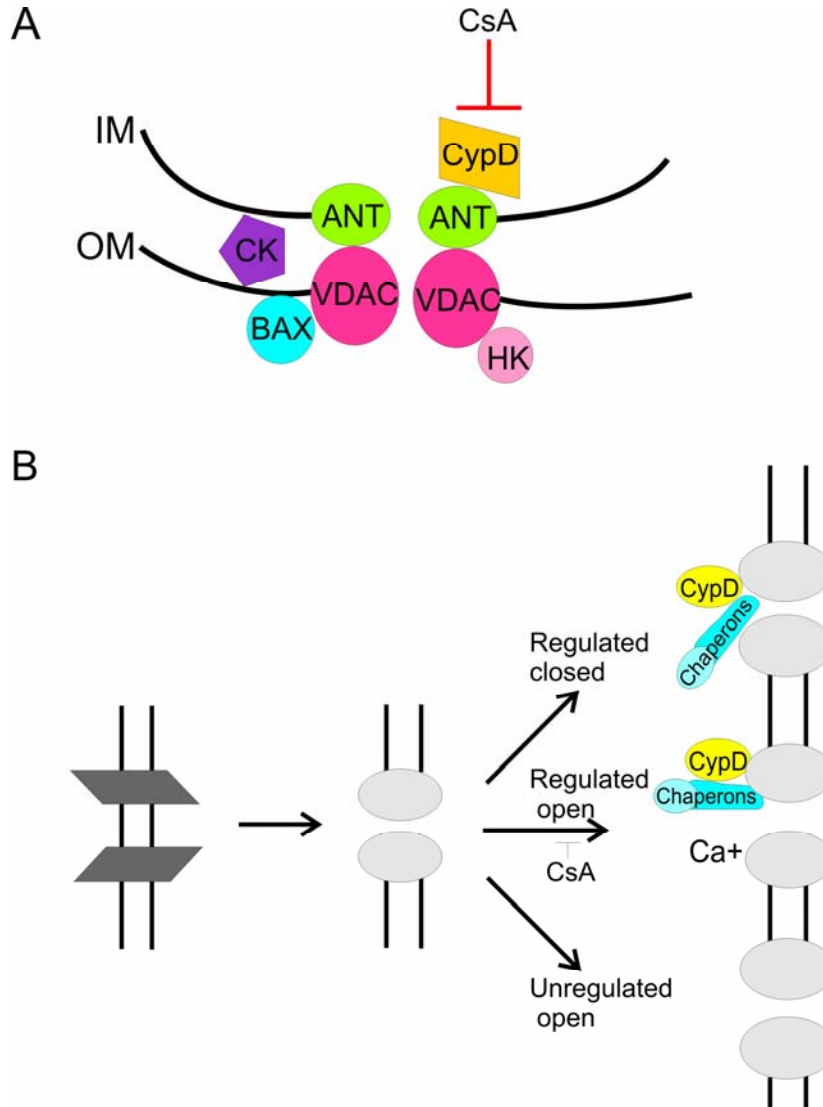 A
CsA
IM
CypD
ANT
ANT
OM
CK
VDAC
VDAC
BAX
HK
B
CypD
Chaperons
Regulated
closed
CypD
Regulated
open
Chaperons
Ca+
CsA
Unregulated
open